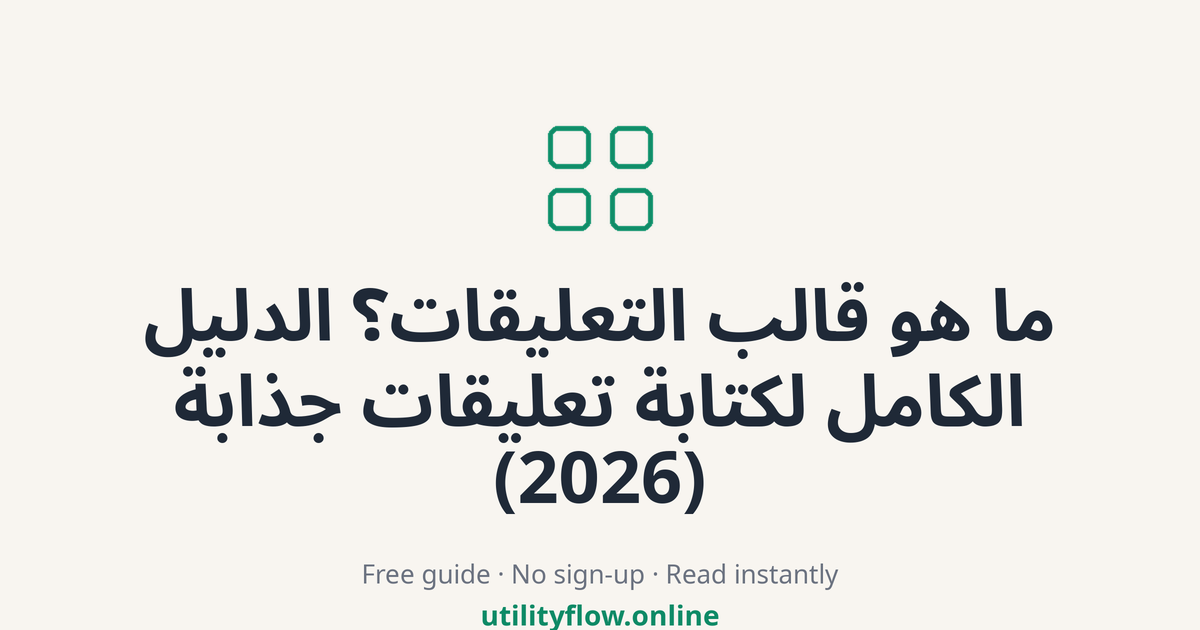 ما هو قالب التعليقات؟ الدليل
الكامل لكتابة تعليقات جذابة
(2026)
Free guide · No sign-up · Read instantly
utilityflow.online